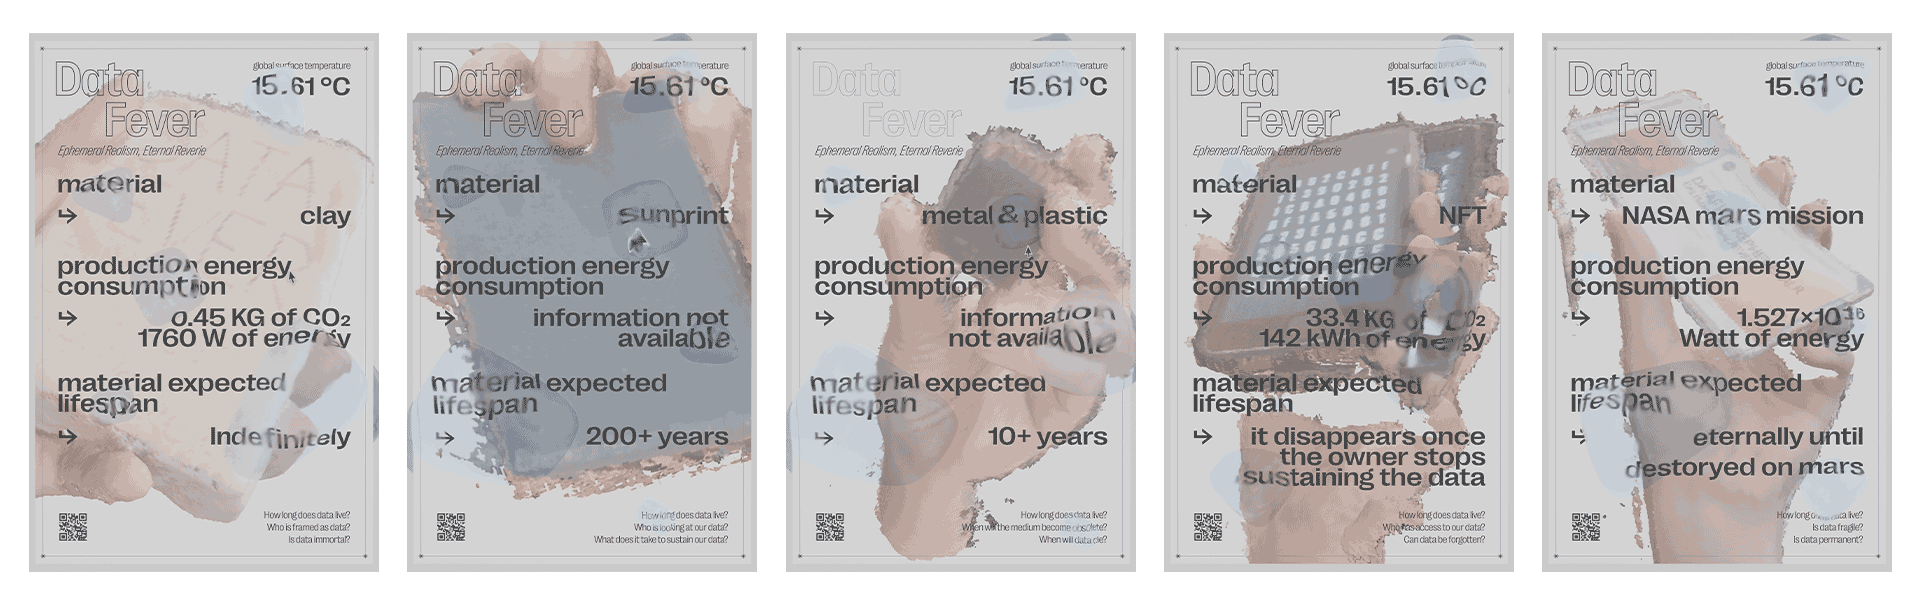 Data
Fever
Ephemeral Realism, Eternal Reverie
global surface temperature
15.61°C
material
↳ clay
production energy
consumption
↳ 0.45 KG of CO₂
1760 W of energy
material expected
lifespan
↳ Indefinitely
How long does data live?
Who is framed as data?
Is data immortal?
Data
Fever
Ephemeral Realism, Eternal Reverie
global surface temperature
15.61°C
material
↳ sunprint
production energy
consumption
↳ information not
available
material expected
lifespan
↳ 200+ years
How long does data live?
Who is looking at our data?
What does it take to sustain our data?
Data
Fever
Ephemeral Realism, Eternal Reverie
global surface temperature
15.61°C
material
↳ metal & plastic
production energy
consumption
↳ information
not available
material expected
lifespan
↳ 10+ years
How long does data live?
When will the medium become obsolete?
When will data die?
Data
Fever
Ephemeral Realism, Eternal Reverie
global surface temperature
15.61°C
material
↳ NFT
production energy
consumption
↳ 33.4 KG of CO₂
142 kWh of energy
material expected
lifespan
↳ it disappears once
the owner stops
sustaining the data
How long does data live?
Who has access to our data?
Can data be forgotten?
Data
Fever
Ephemeral Realism, Eternal Reverie
global surface temperature
15.61°C
material
↳ NASA mars mission
production energy
consumption
↳ 1.527×10¹⁶
Watt of energy
material expected
lifespan
↳ eternally until
destoryed on mars
How long does data live?
Is data fragile?
Is data permanent?